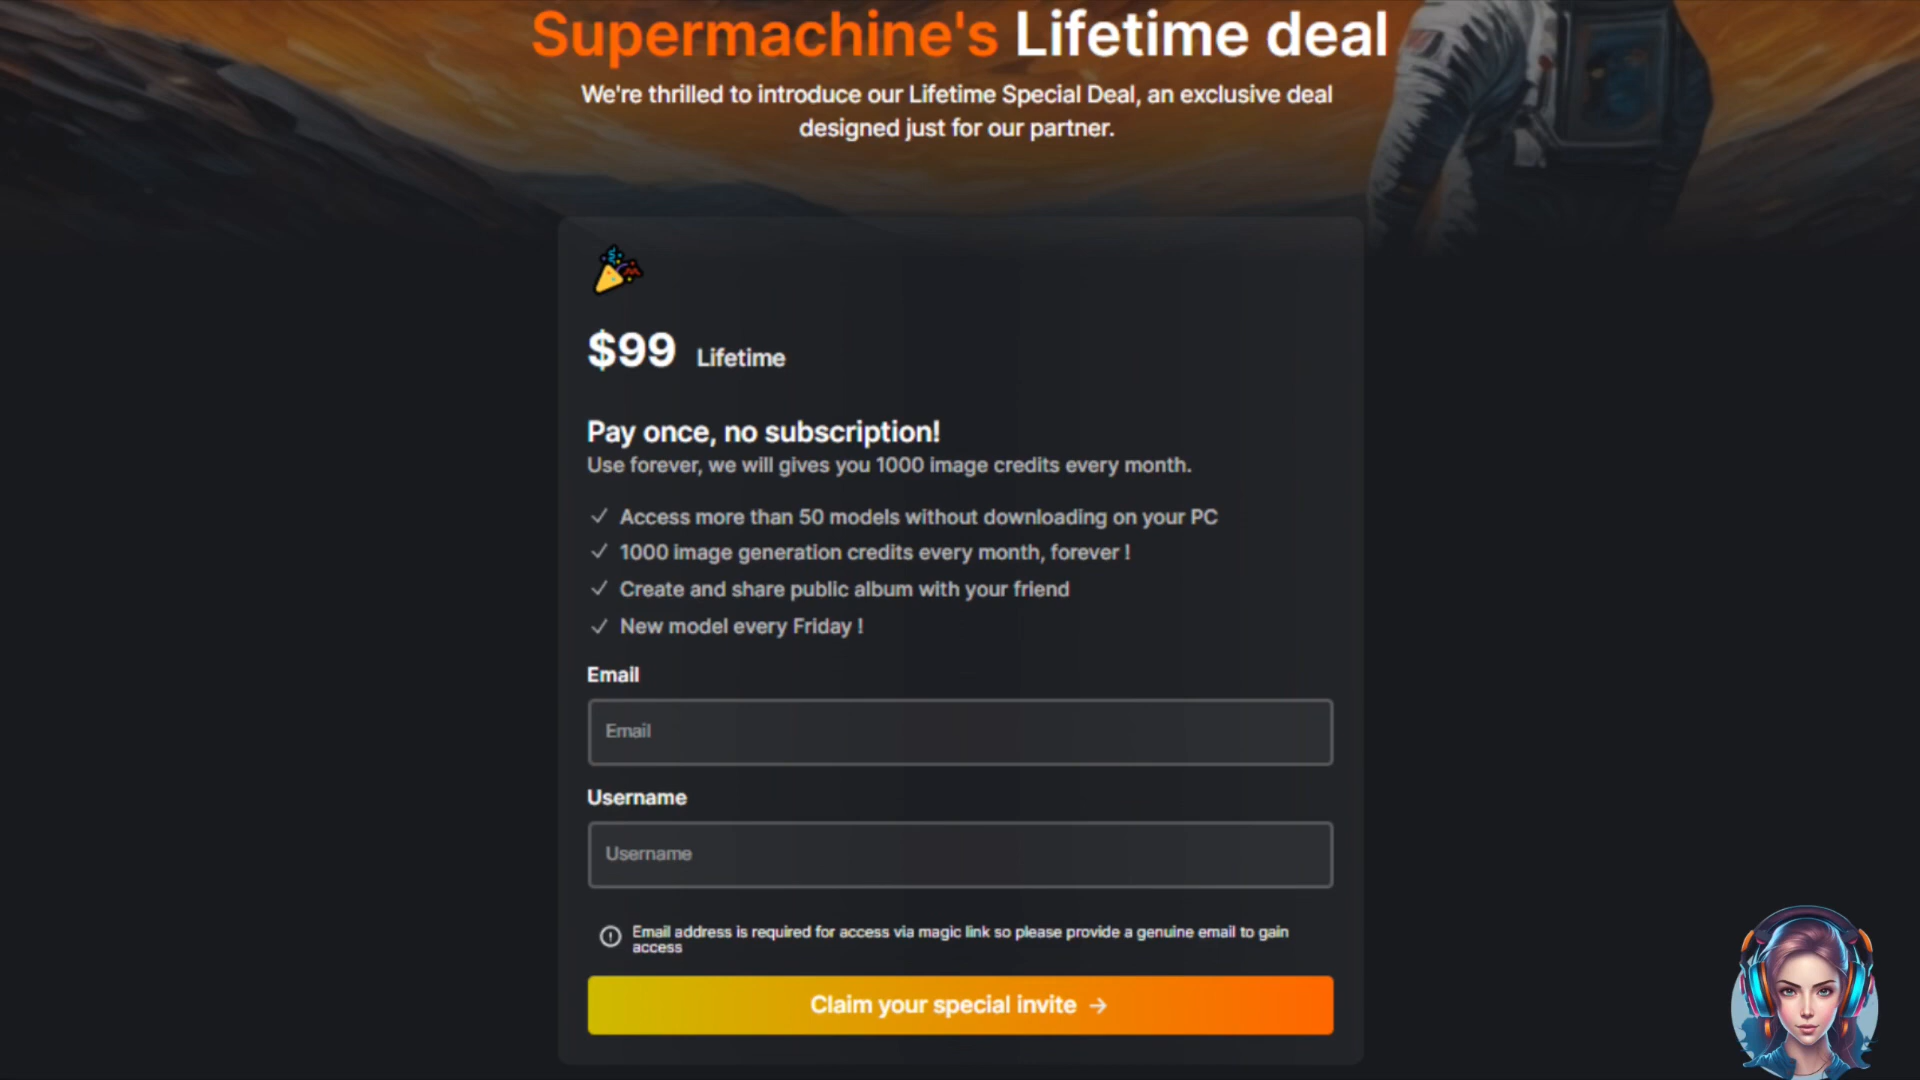 Supermachine's Lifetime deal
We're thrilled to introduce our Lifetime Special Deal, an exclusive deal
designed just for our partner.
$99 Lifetime
Pay once, no subscription!
Use forever, we will gives you 1000 image credits every month.
Access more than 50 models without downloading on your PC
1000 image generation credits every month, forever !
Create and share public album with your friend
New model every Friday !
Email
Email
Username
Username
Email address is required for access via magic link so please provide a genuine email to gain
access
Claim your special invite →